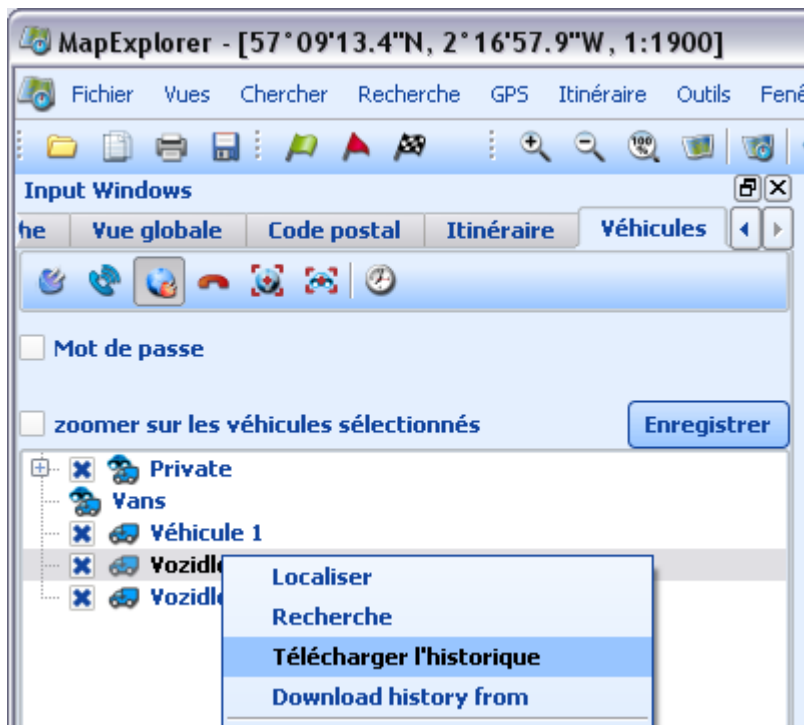 MapExplorer - [57°09'13.4"N, 2°16'57.9"W, 1:1900]
Fichier Vues Chercher Recherche GPS Itinéraire Outils
100 %
Input Windows
Vue globale Code postal Itinéraire Véhicules
Mot de passe
zoomer sur les véhicules sélectionnés Enregistrer
Private
Vans
Véhicule 1
Localiser
Recherche
Télécharger l'historique
Download history from